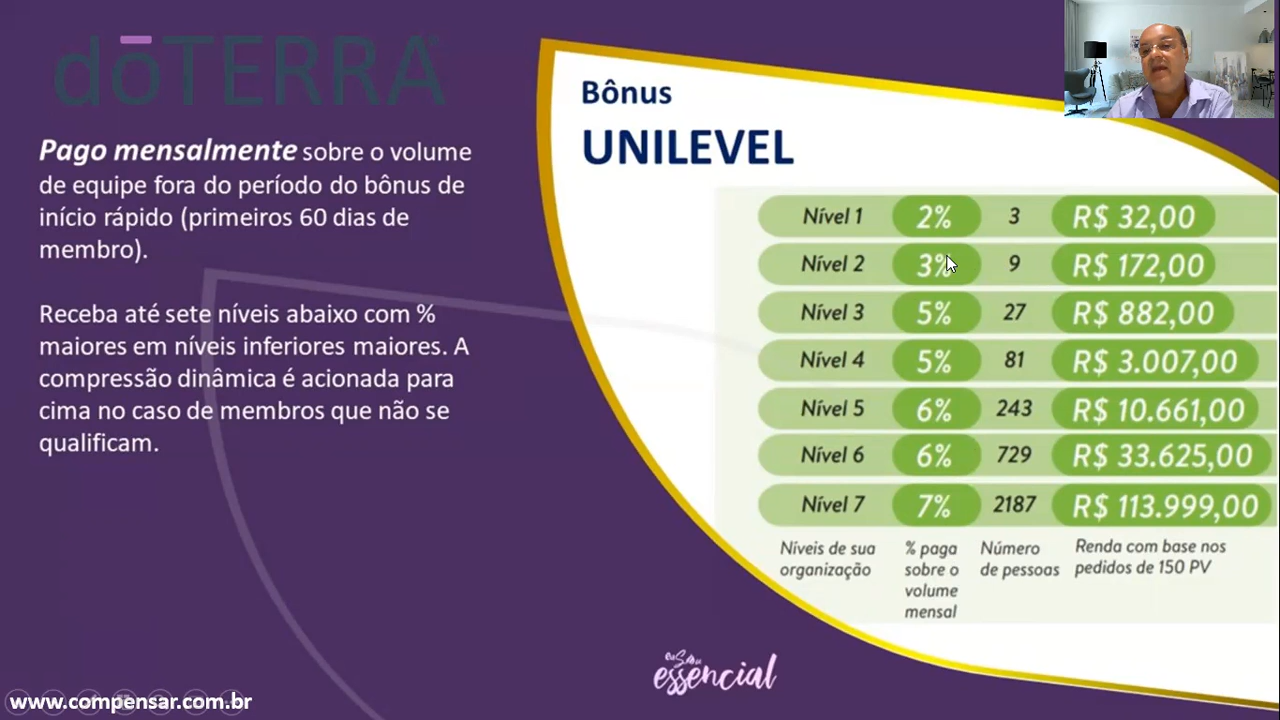 dōTERRA
Pago mensalmente sobre o volume
de equipe fora do período do bônus de
início rápido (primeiros 60 dias de
membro).
Receba até sete níveis abaixo com %
maiores em níveis inferiores maiores. A
compressão dinâmica é acionada para
cima no caso de membros que não se
qualificam.
Bônus
UNILEVEL
Nível 1 2% 3 R$ 32,00
Nível 2 3% 9 R$ 172,00
Nível 3 5% 27 R$ 882,00
Nível 4 5% 81 R$ 3.007,00
Nível 5 6% 243 R$ 10.661,00
Nível 6 6% 729 R$ 33.625,00
Nível 7 7% 2187 R$ 113.999,00
Níveis de sua
organização
% paga
sobre o
volume
mensal
Número
de pessoas
Renda com base nos
pedidos de 150 PV
eu Sou
essencial
www.compensar.com.br